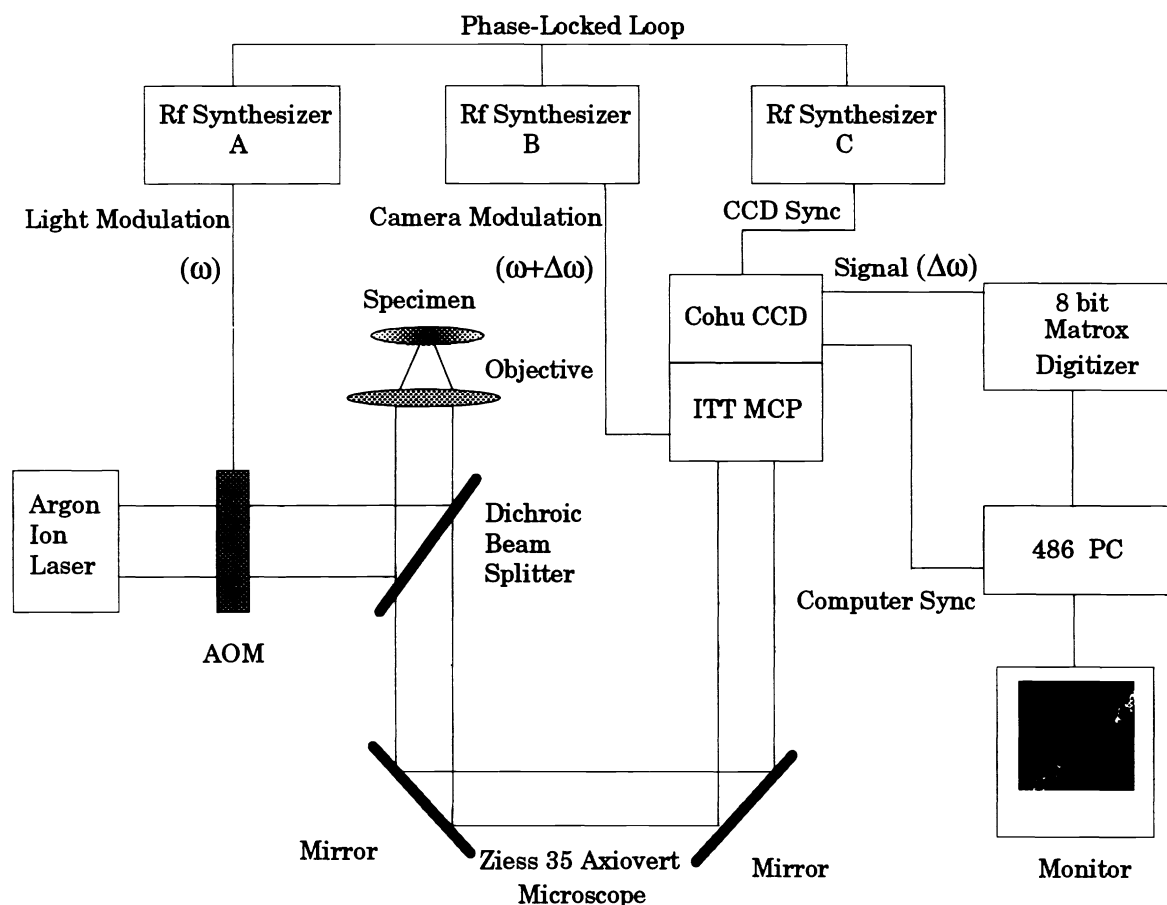 Phase-Locked Loop
Rf Synthesizer
A
Rf Synthesizer
B
Rf Synthesizer
C
Light Modulation
(ω)
Camera Modulation
(ω+Δω)
CCD Sync
Signal (Δω)
Specimen
Objective
Cohu CCD
ITT MCP
8 bit
Matrox
Digitizer
Argon
Ion
Laser
AOM
Dichroic
Beam
Splitter
486 PC
Computer Sync
Mirror
Ziess 35 Axiovert
Microscope
Mirror
Monitor